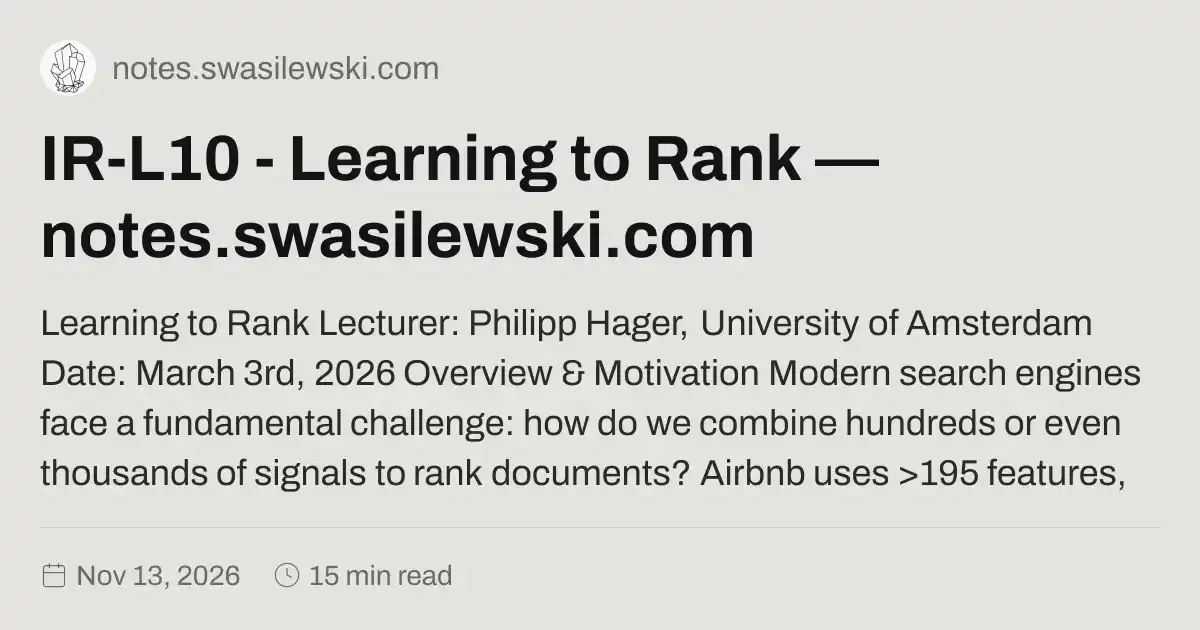 notes.swasilewski.com
IR-L10 - Learning to Rank —
notes.swasilewski.com
Learning to Rank Lecturer: Philipp Hager, University of Amsterdam
Date: March 3rd, 2026 Overview & Motivation Modern search engines
face a fundamental challenge: how do we combine hundreds or even
thousands of signals to rank documents? Airbnb uses >195 features,
Nov 13, 2026 15 min read